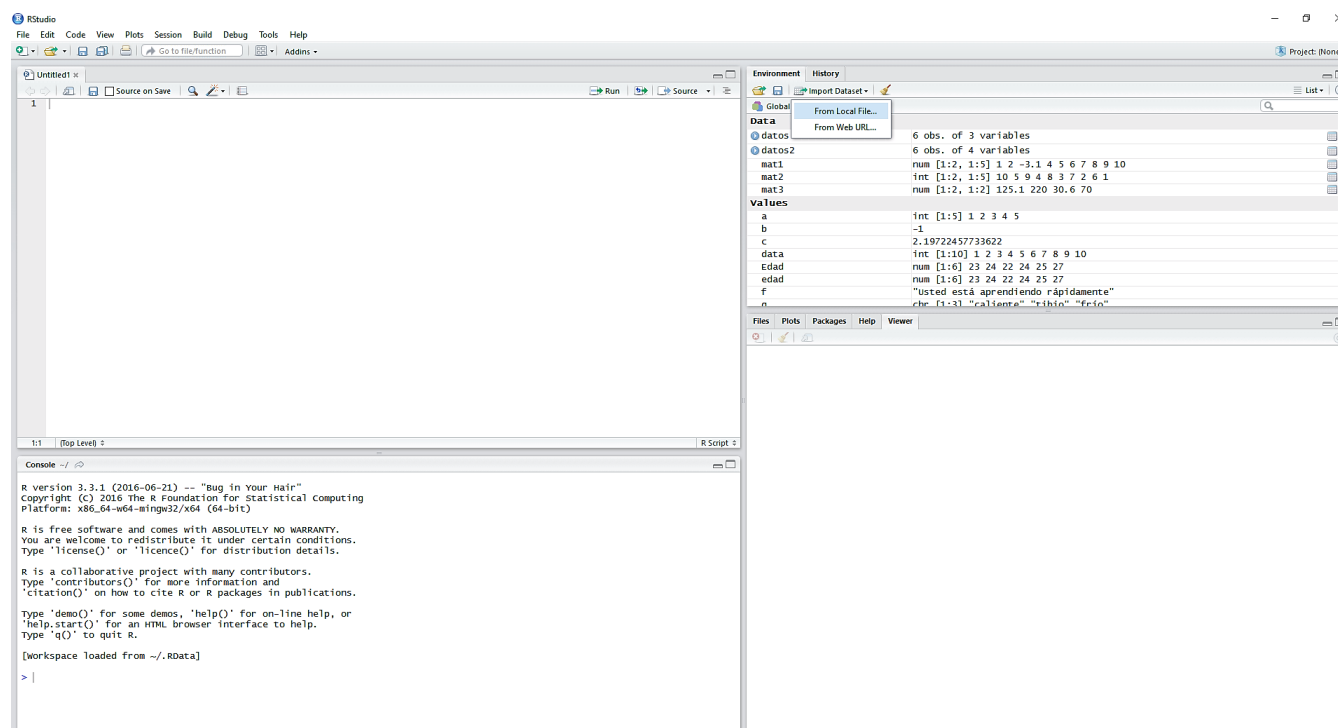 RStudio
File Edit Code View Plots Session Build Debug Tools Help
Go to file/function Addins
Project: (None
Untitled1
Source on Save Run Source
1
1:1 (Top Level) R Script
Console ~/
R version 3.3.1 (2016-06-21) -- "Bug in Your Hair"
Copyright (C) 2016 The R Foundation for Statistical Computing
Platform: x86_64-w64-mingw32/x64 (64-bit)
R is free software and comes with ABSOLUTELY NO WARRANTY.
You are welcome to redistribute it under certain conditions.
Type 'license()' or 'licence()' for distribution details.
R is a collaborative project with many contributors.
Type 'contributors()' for more information and
'citation()' on how to cite R or R packages in publications.
Type 'demo()' for some demos, 'help()' for on-line help, or
'help.start()' for an HTML browser interface to help.
Type 'q()' to quit R.
[Workspace loaded from ~/.RData]
>
Environment History
Import Dataset List
Global
From Local File...
From Web URL...
Data
datos 6 obs. of 3 variables
datos2 6 obs. of 4 variables
mat1 num [1:2, 1:5] 1 2 -3.1 4 5 6 7 8 9 10
mat2 int [1:2, 1:5] 10 5 9 4 8 3 7 2 6 1
mat3 num [1:2, 1:2] 125.1 220 30.6 70
Values
a int [1:5] 1 2 3 4 5
b -1
c 2.19722457733622
data int [1:10] 1 2 3 4 5 6 7 8 9 10
Edad num [1:6] 23 24 22 24 25 27
edad num [1:6] 23 24 22 24 25 27
f "Usted está aprendiendo rápidamente"
chr [1:3] "caliente" "tibio" "frío"
Files Plots Packages Help Viewer